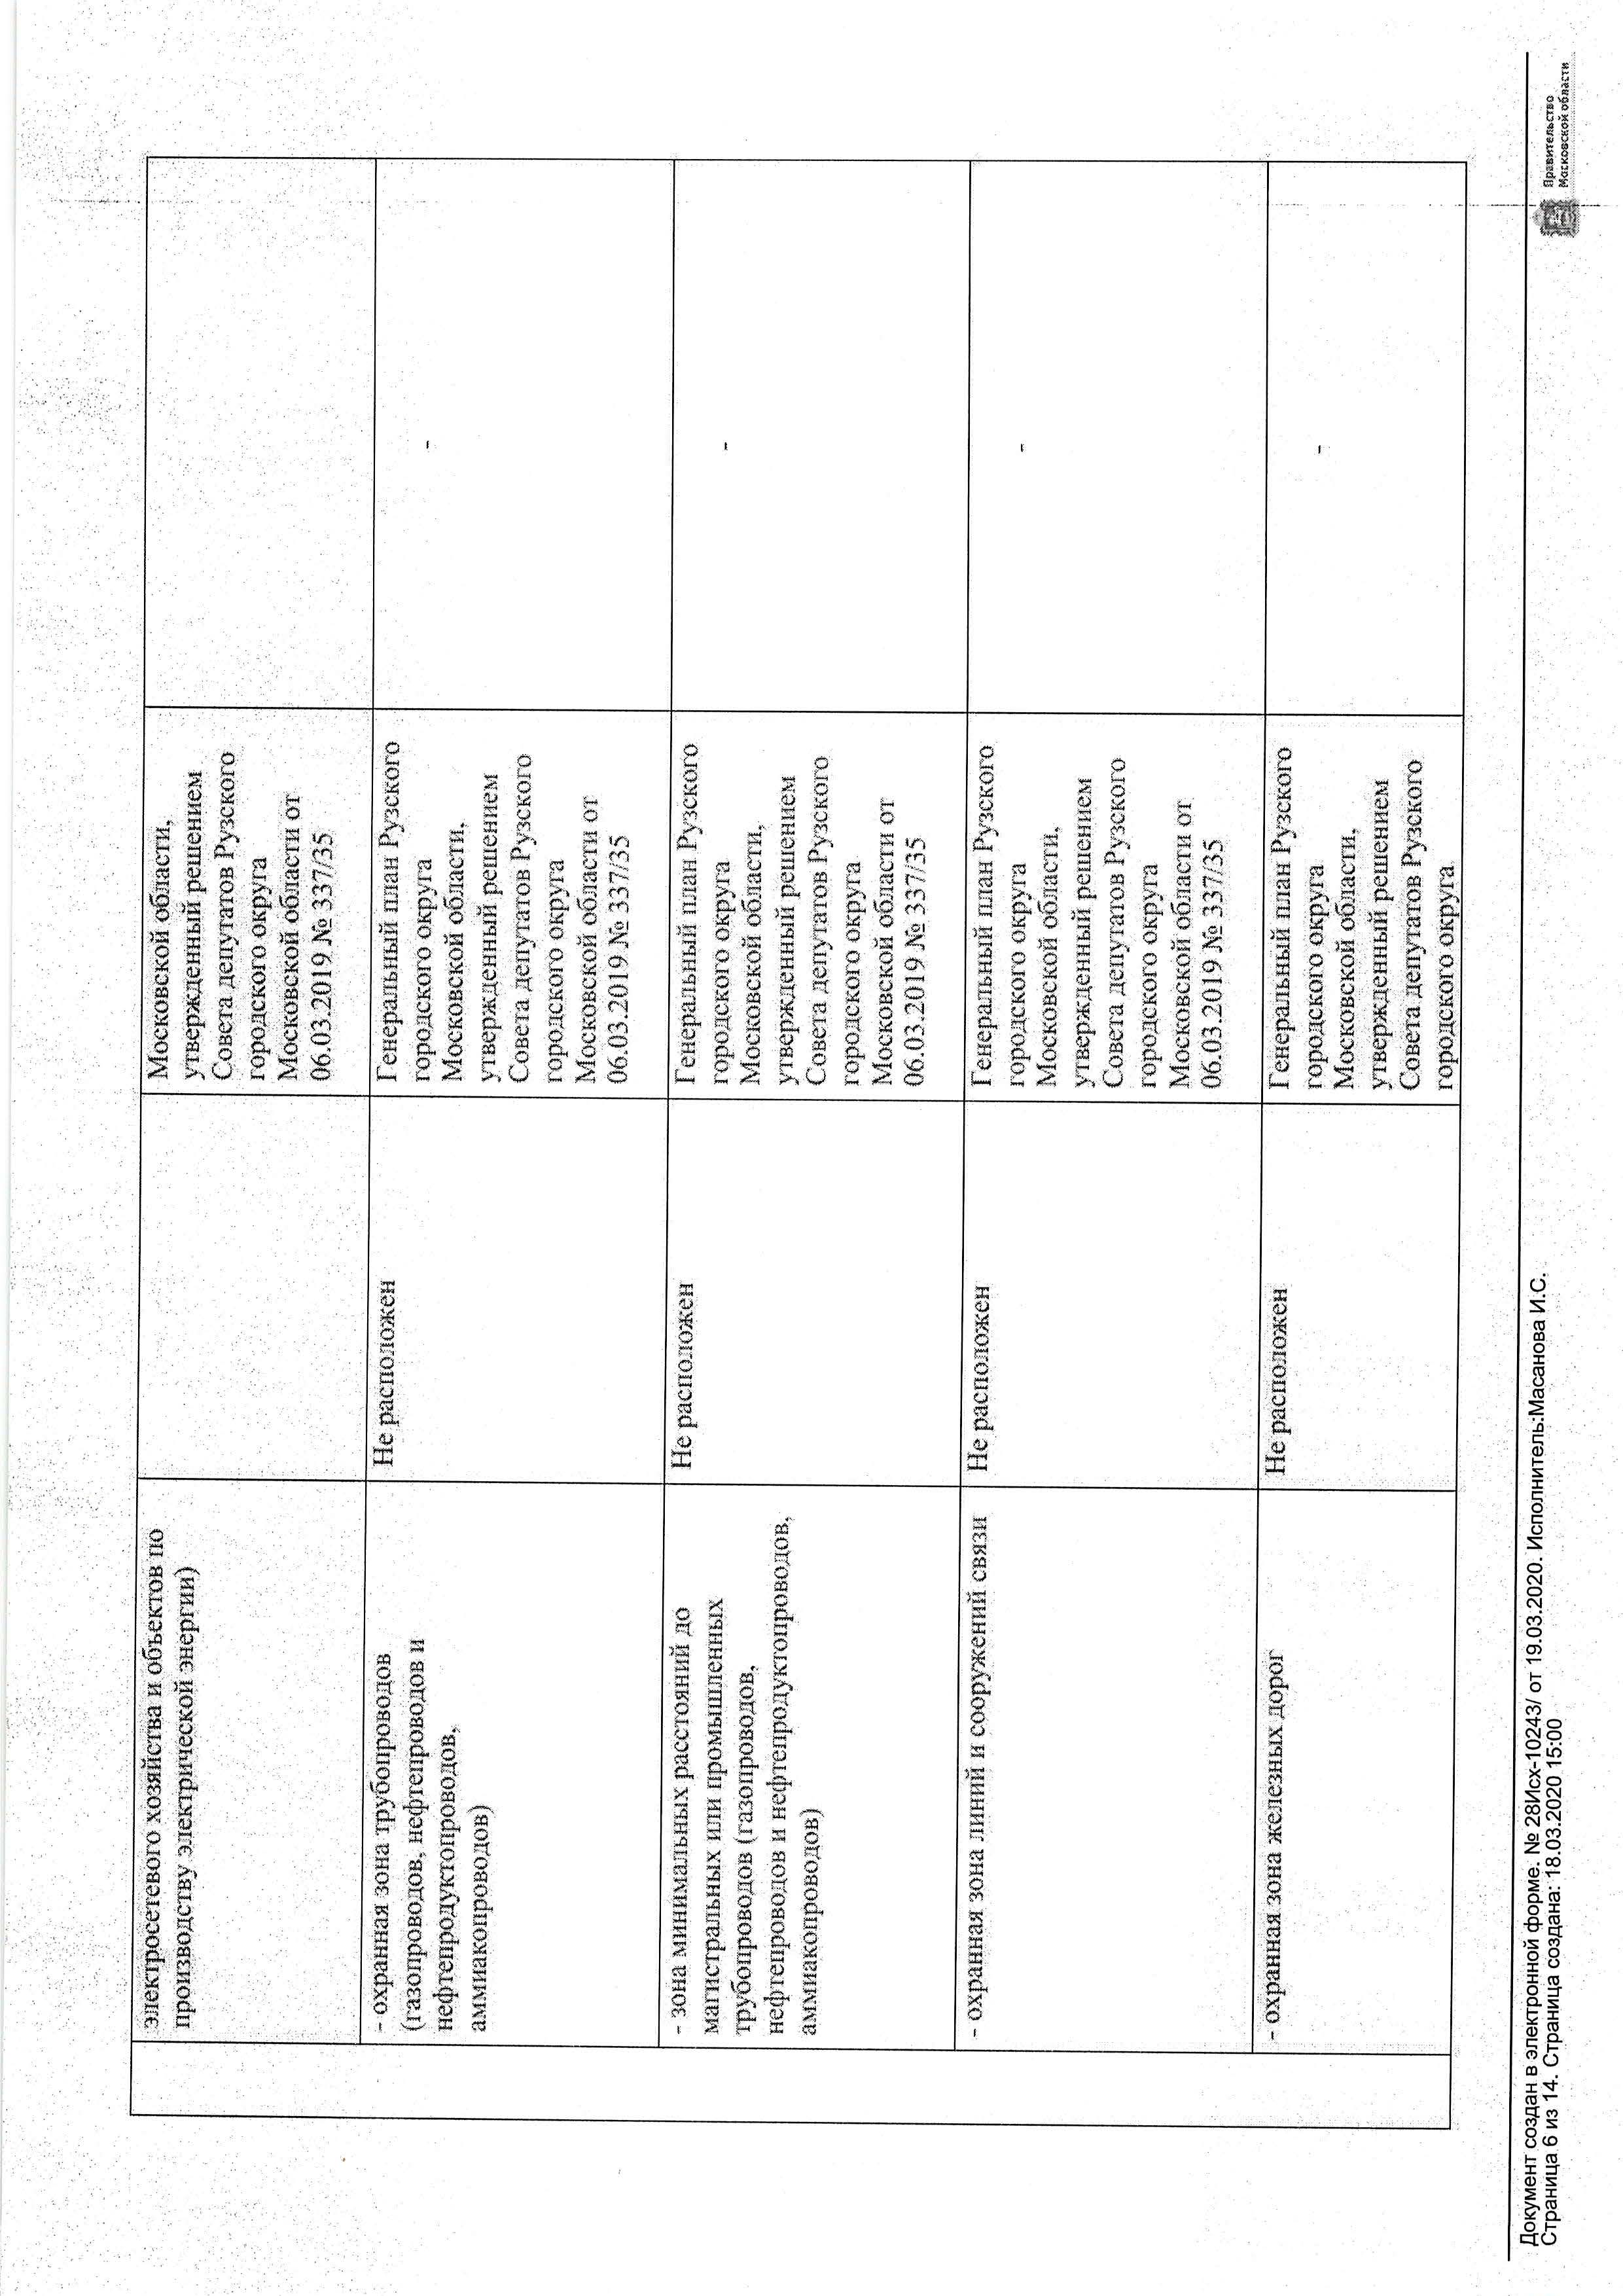 электросетевого хозяйства и объектов по
производству электрической энергии)
Московской области,
утвержденный решением
Совета депутатов Рузского
городского округа
Московской области от
06.03.2019 № 337/35
- охранная зона трубопроводов
(газопроводов, нефтепроводов и
нефтепродуктопроводов,
аммиакопроводов)
Не расположен
Генеральный план Рузского
городского округа
Московской области,
утвержденный решением
Совета депутатов Рузского
городского округа
Московской области от
06.03.2019 № 337/35
-
- зона минимальных расстояний до
магистральных или промышленных
трубопроводов (газопроводов,
нефтепроводов и нефтепродуктопроводов,
аммиакопроводов)
Не расположен
Генеральный план Рузского
городского округа
Московской области,
утвержденный решением
Совета депутатов Рузского
городского округа
Московской области от
06.03.2019 № 337/35
-
- охранная зона линий и сооружений связи
Не расположен
Генеральный план Рузского
городского округа
Московской области,
утвержденный решением
Совета депутатов Рузского
городского округа
Московской области от
06.03.2019 № 337/35
-
- охранная зона железных дорог
Не расположен
Генеральный план Рузского
городского округа
Московской области,
утвержденный решением
Совета депутатов Рузского
городского округа
-
Документ создан в электронной форме. № 28Исх-10243/ от 19.03.2020. Исполнитель:Масанова И.С.
Страница 6 из 14. Страница создана: 18.03.2020 15:00
Правительство
Московской области